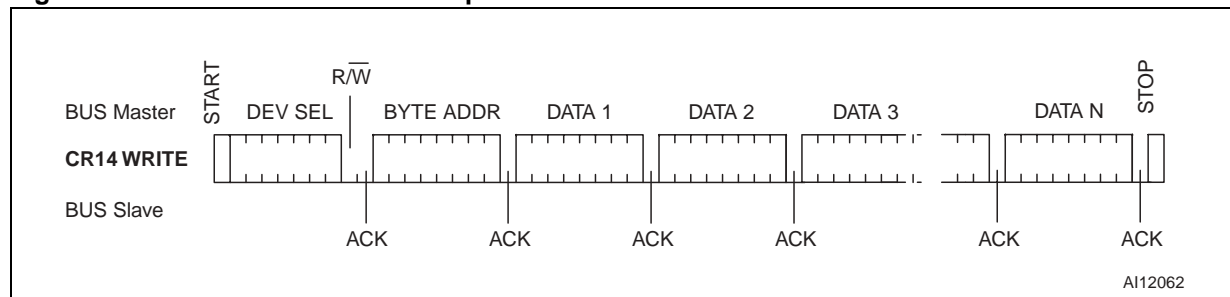 START
R/W̅
STOP
BUS Master DEV SEL BYTE ADDR DATA 1 DATA 2 DATA 3 DATA N
CR14 WRITE
BUS Slave
ACK ACK ACK ACK ACK ACK
AI12062